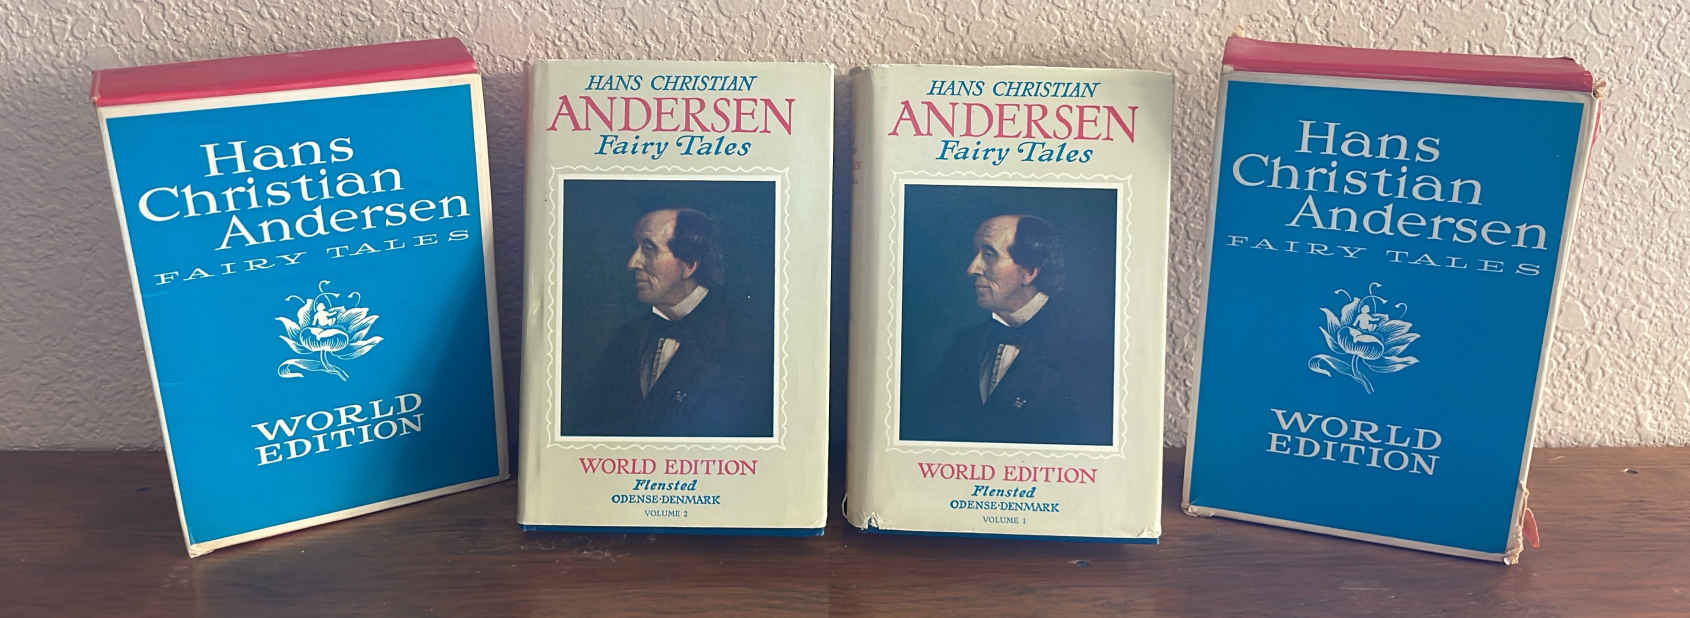 Hans
Christian
Andersen
FAIRY TALES
WORLD
EDITION
HANS CHRISTIAN
ANDERSEN
Fairy Tales
WORLD EDITION
Flensted
ODENSE·DENMARK
VOLUME 2
HANS CHRISTIAN
ANDERSEN
Fairy Tales
WORLD EDITION
Flensted
ODENSE·DENMARK
VOLUME 1
Hans
Christian
Andersen
FAIRY TALES
WORLD
EDITION